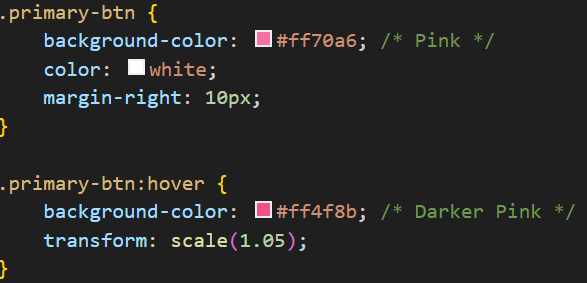 .primary-btn {
    background-color: #ff70a6; /* Pink */
    color: white;
    margin-right: 10px;
}

.primary-btn:hover {
    background-color: #ff4f8b; /* Darker Pink */
    transform: scale(1.05);
}